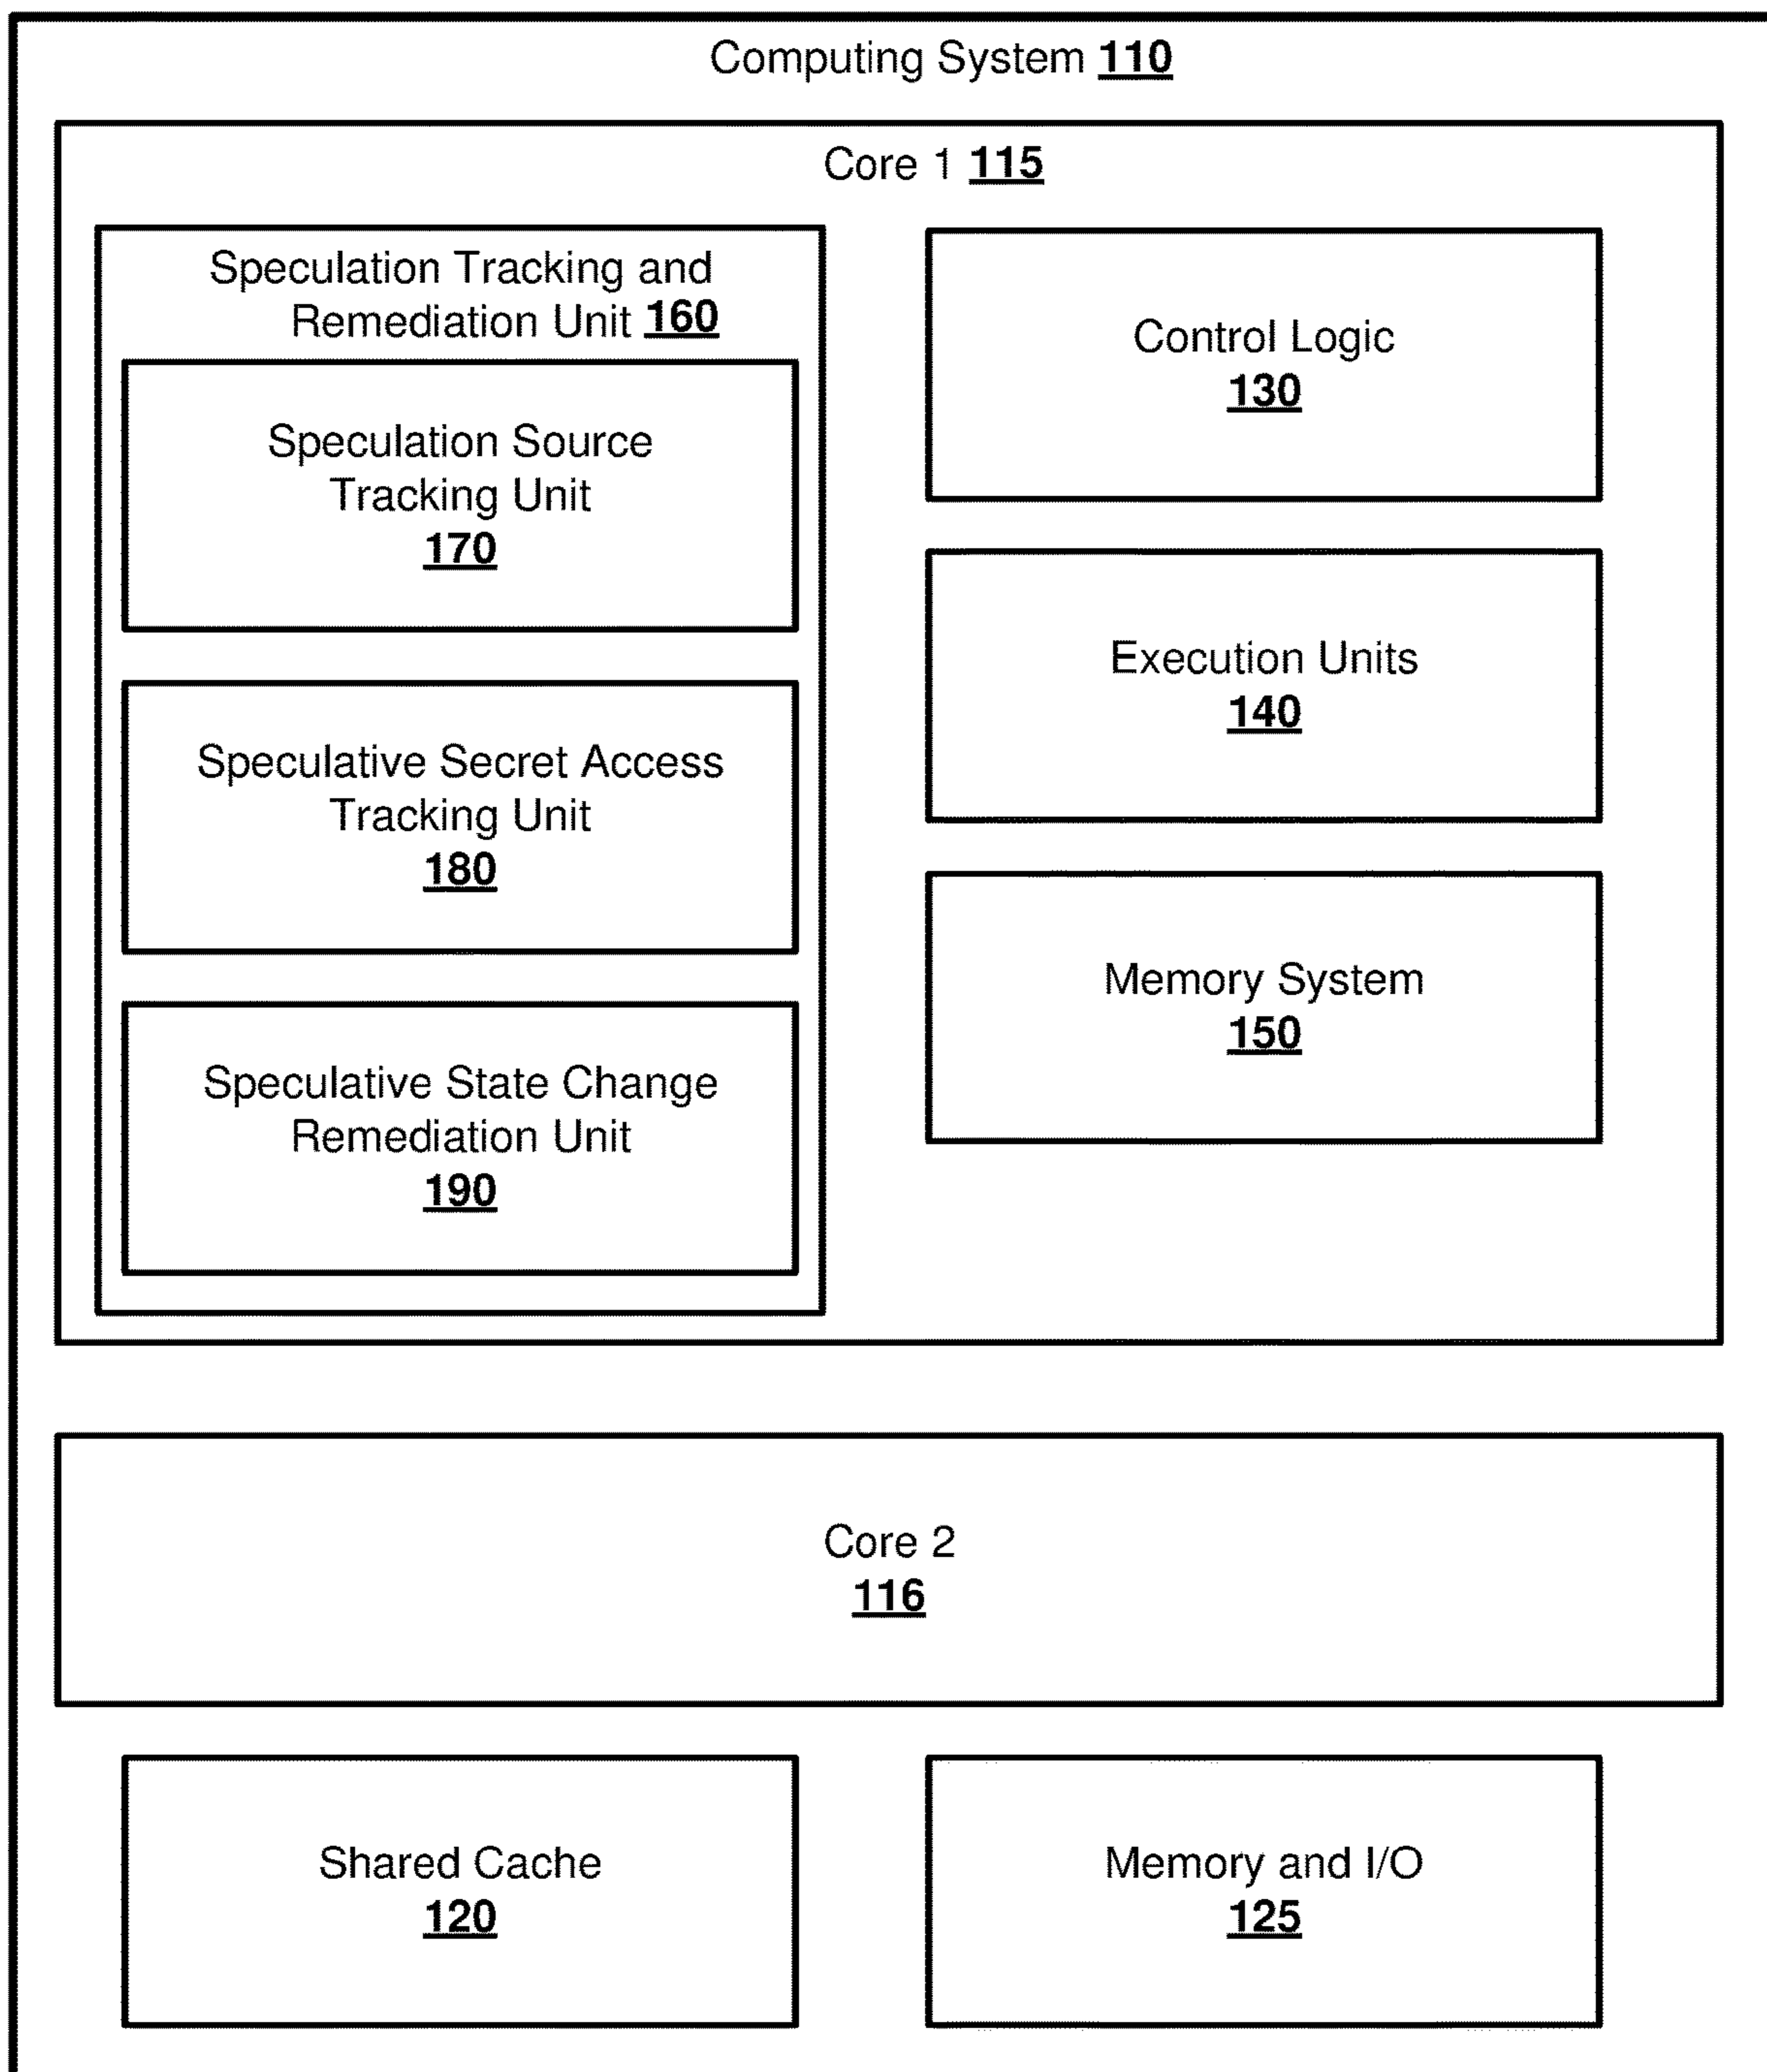 Computing System 110
Core 1 115
Speculation Tracking and
Remediation Unit 160
Speculation Source
Tracking Unit
170
Speculative Secret Access
Tracking Unit
180
Speculative State Change
Remediation Unit
190
Control Logic
130
Execution Units
140
Memory System
150
Core 2
116
Shared Cache
120
Memory and I/O
125